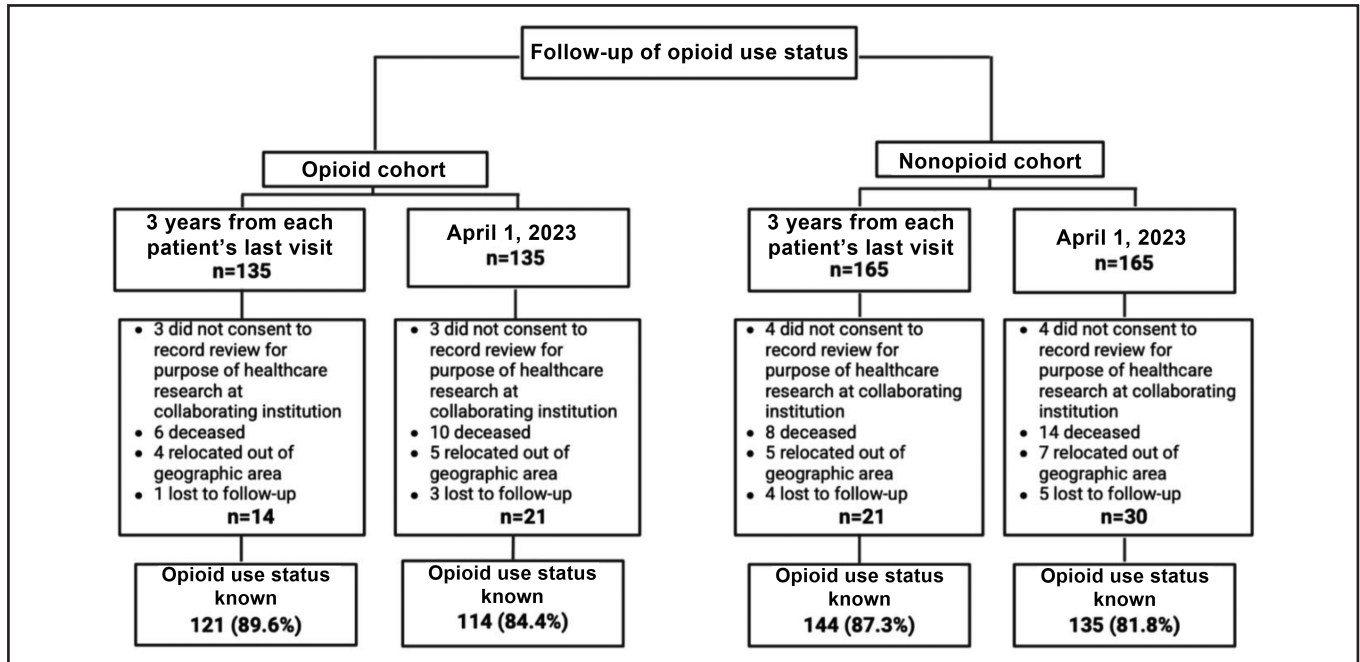 Follow-up of opioid use status
Opioid cohort
3 years from each
patient's last visit
n=135
• 3 did not consent to
record review for
purpose of healthcare
research at
collaborating institution
• 6 deceased
• 4 relocated out of
geographic area
• 1 lost to follow-up
n=14
Opioid use status
known
121 (89.6%)
April 1, 2023
n=135
• 3 did not consent to
record review for
purpose of healthcare
research at
collaborating institution
• 10 deceased
• 5 relocated out of
geographic area
• 3 lost to follow-up
n=21
Opioid use status
known
114 (84.4%)
Nonopioid cohort
3 years from each
patient's last visit
n=165
• 4 did not consent to
record review for
purpose of healthcare
research at collaborating
institution
• 8 deceased
• 5 relocated out of
geographic area
• 4 lost to follow-up
n=21
Opioid use status
known
144 (87.3%)
April 1, 2023
n=165
• 4 did not consent to
record review for
purpose of healthcare
research at collaborating
institution
• 14 deceased
• 7 relocated out of
geographic area
• 5 lost to follow-up
n=30
Opioid use status
known
135 (81.8%)